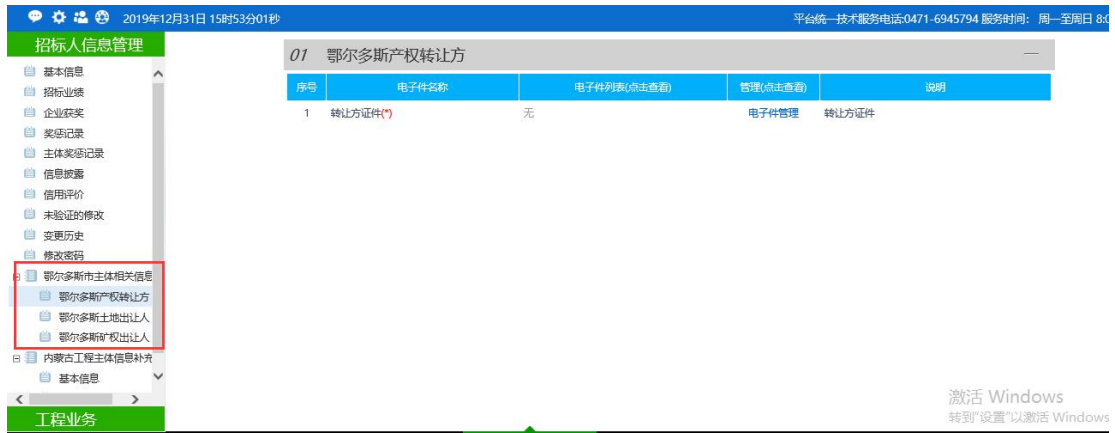 2019年12月31日 15时53分01秒
平台统一技术服务电话:0471-6945794 服务时间: 周一至周日 8:0
招标人信息管理
基本信息
招标业绩
企业获奖
奖惩记录
主体奖惩记录
信息披露
信用评价
未验证的修改
变更历史
修改密码
鄂尔多斯市主体相关信息
鄂尔多斯产权转让方
鄂尔多斯土地出让人
鄂尔多斯矿权出让人
内蒙古工程主体信息补充
基本信息
工程业务
01 鄂尔多斯产权转让方
序号 电子件名称 电子件列表(点击查看) 管理(点击查看) 说明
1 转让方证件(*) 无 电子件管理 转让方证件
激活 Windows
转到"设置"以激活 Windows